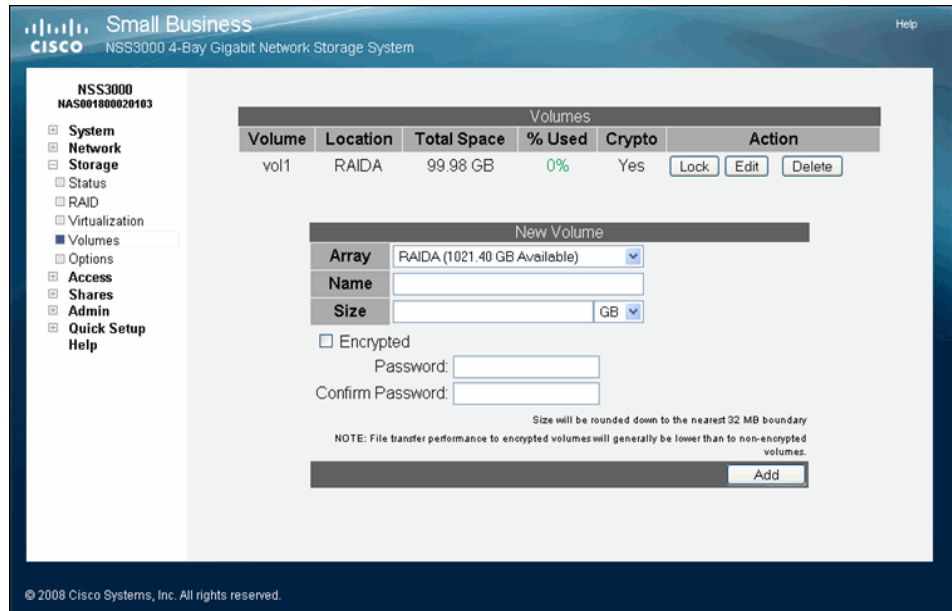 Small Business
CISCO NSS3000 4-Bay Gigabit Network Storage System
Help
NSS3000
NAS001800020103
System
Network
Storage
Status
RAID
Virtualization
Volumes
Options
Access
Shares
Admin
Quick Setup
Help
Volumes
Volume Location Total Space % Used Crypto Action
vol1 RAIDA 99.98 GB 0% Yes Lock Edit Delete
New Volume
Array RAIDA (1021.40 GB Available)
Name
Size GB
Encrypted
Password:
Confirm Password:
Size will be rounded down to the nearest 32 MB boundary
NOTE: File transfer performance to encrypted volumes will generally be lower than to non-encrypted
volumes.
Add
© 2008 Cisco Systems, Inc. All rights reserved.